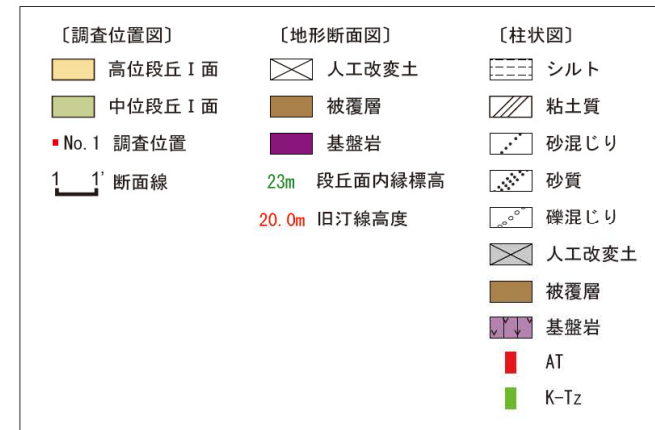 〔調査位置図〕
高位段丘Ⅰ面
中位段丘Ⅰ面
No.1 調査位置
1 1' 断面線
〔地形断面図〕
人工改変土
被覆層
基盤岩
23m 段丘面内縁標高
20.0m 旧汀線高度
〔柱状図〕
シルト
粘土質
砂混じり
砂質
礫混じり
人工改変土
被覆層
基盤岩
AT
K-Tz